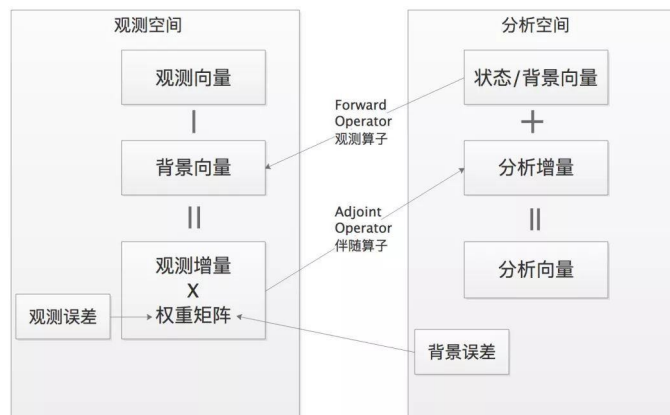 观测空间
观测向量
背景向量
观测增量
X
权重矩阵
观测误差
Forward
Operator
观测算子
Adjoint
Operator
伴随算子
分析空间
状态/背景向量
+
分析增量
分析向量
背景误差